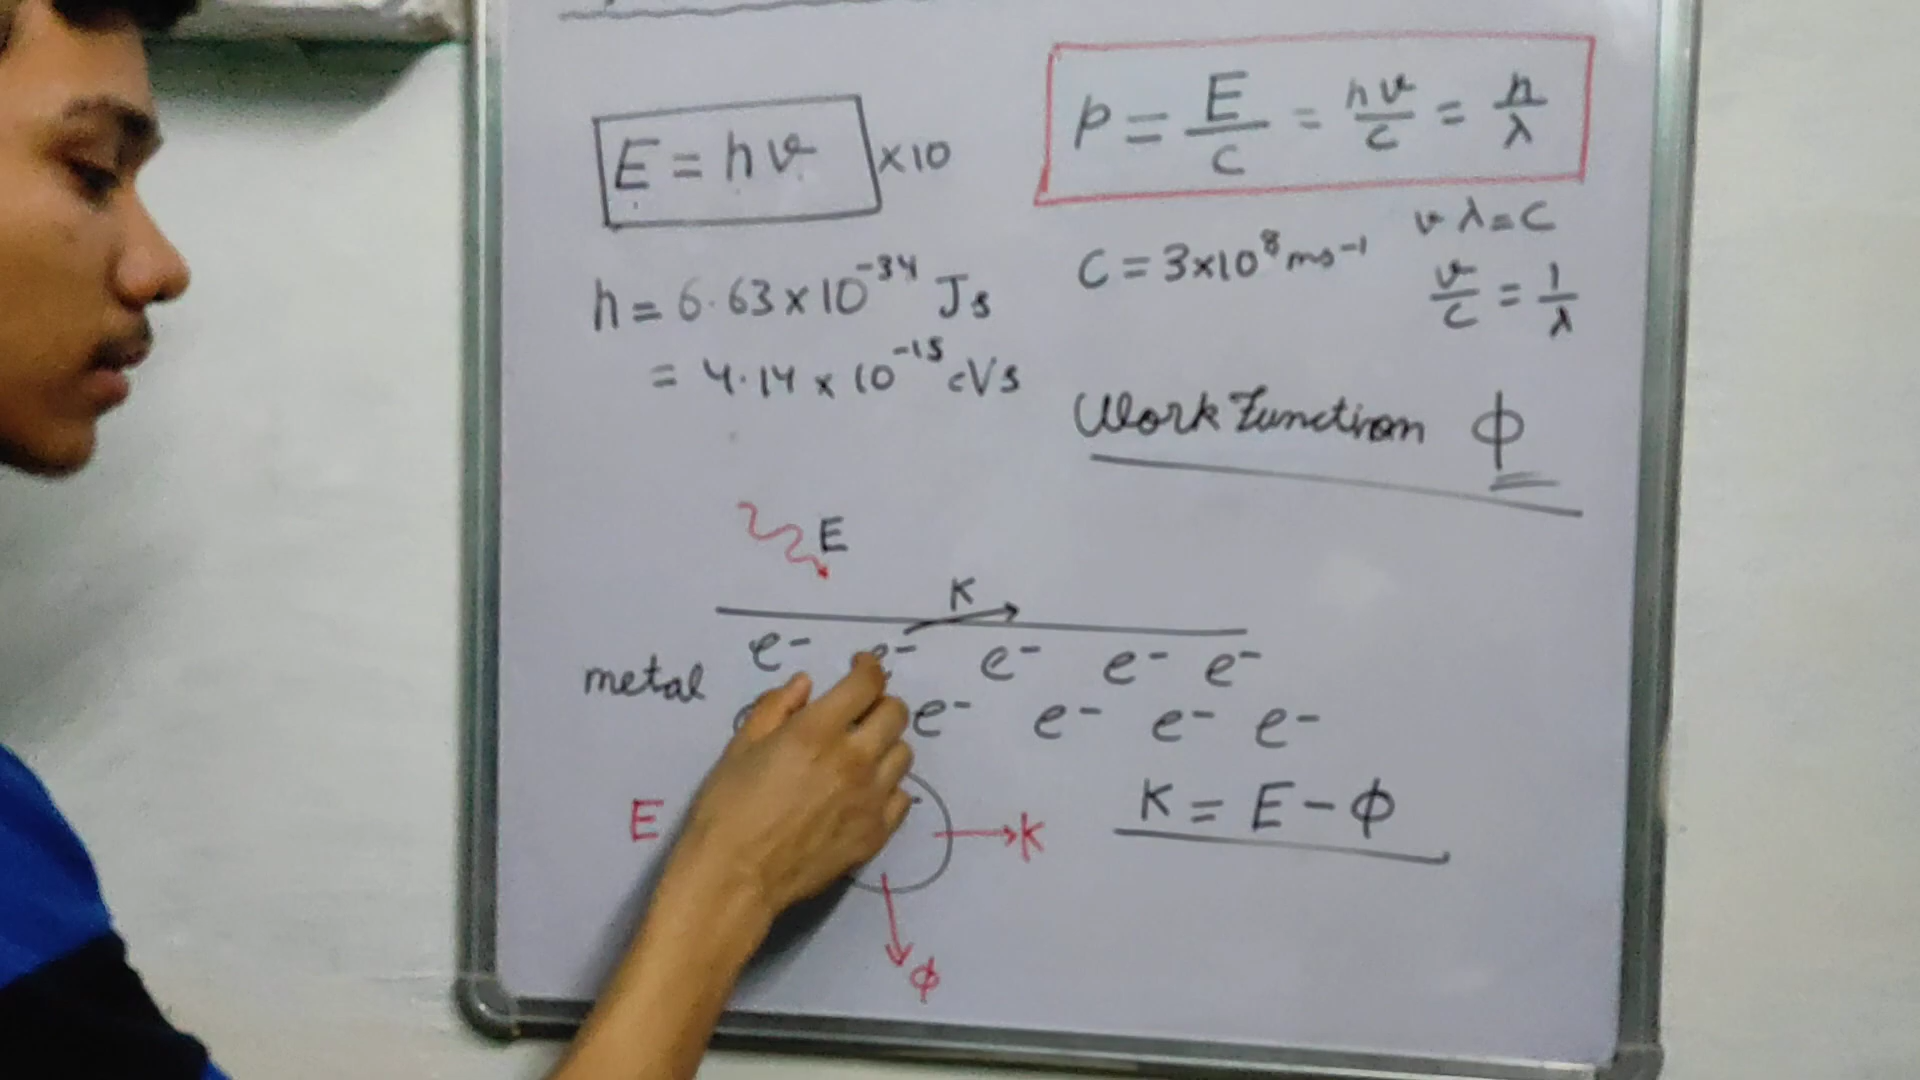 E = hν ×10
p = E/c = hν/c = h/λ
νλ = c
c = 3×10⁸ ms⁻¹
ν/c = 1/λ
h = 6.63 × 10⁻³⁴ Js
= 4.14 × 10⁻¹⁵ eVs
Work Function ϕ
E
K
metal
e⁻ e⁻ e⁻ e⁻ e⁻
e⁻ e⁻ e⁻ e⁻
E
K
K = E − ϕ
ϕ